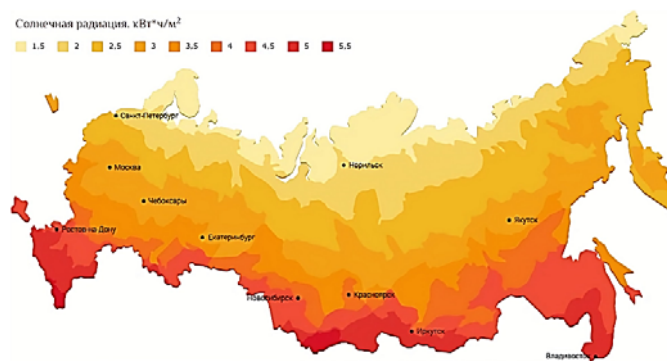 Солнечная радиация. кВт*ч/м²
1.5 2 2.5 3 3.5 4 4.5 5 5.5
Санкт-Петербург
Москва
Норильск
Чебоксары
Ростов-на Дону
Якутск
Екатеринбург
Новосибирск
Красноярск
Иркутск
Владивосток